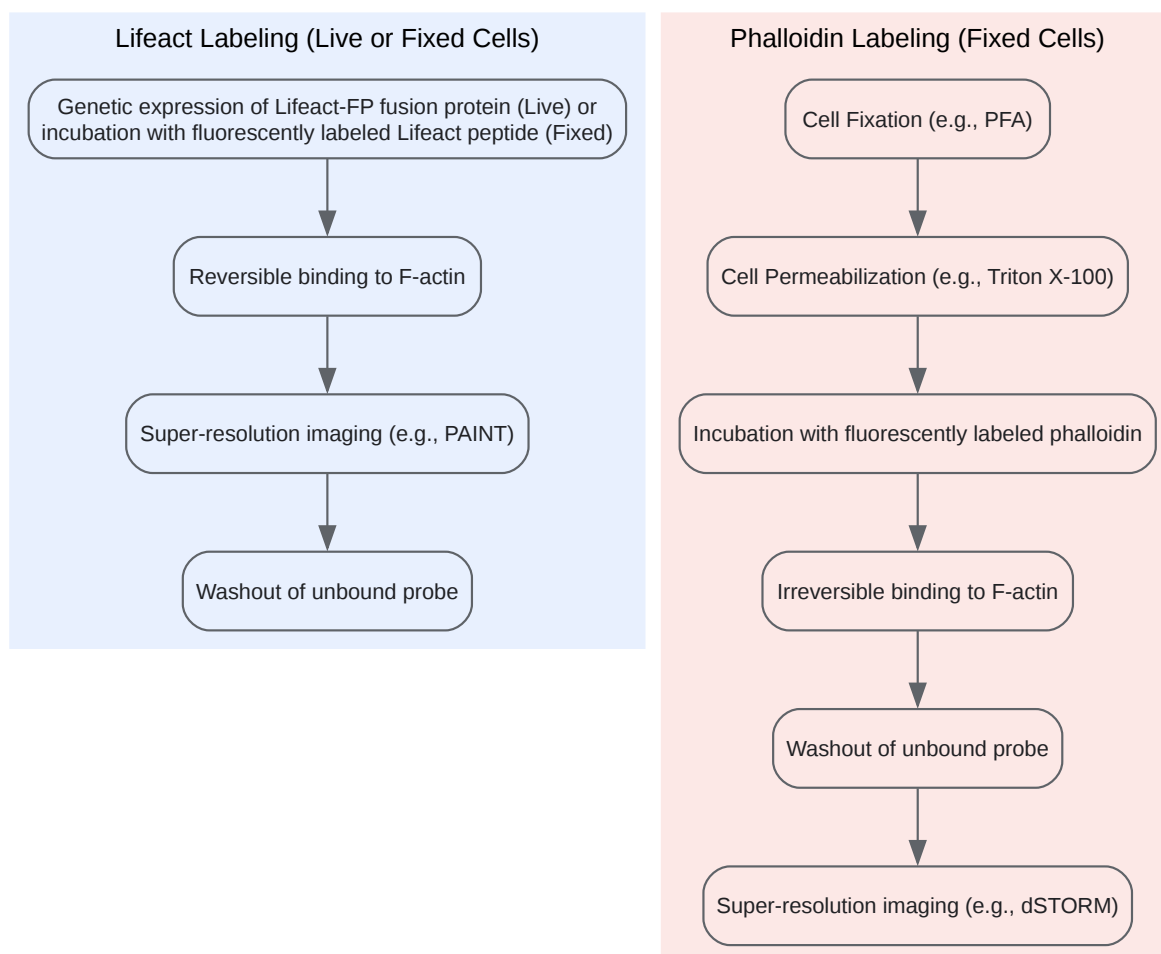 Lifeact Labeling (Live or Fixed Cells)
Genetic expression of Lifeact-FP fusion protein (Live) or
incubation with fluorescently labeled Lifeact peptide (Fixed)
Reversible binding to F-actin
Super-resolution imaging (e.g., PAINT)
Washout of unbound probe
Phalloidin Labeling (Fixed Cells)
Cell Fixation (e.g., PFA)
Cell Permeabilization (e.g., Triton X-100)
Incubation with fluorescently labeled phalloidin
Irreversible binding to F-actin
Washout of unbound probe
Super-resolution imaging (e.g., dSTORM)